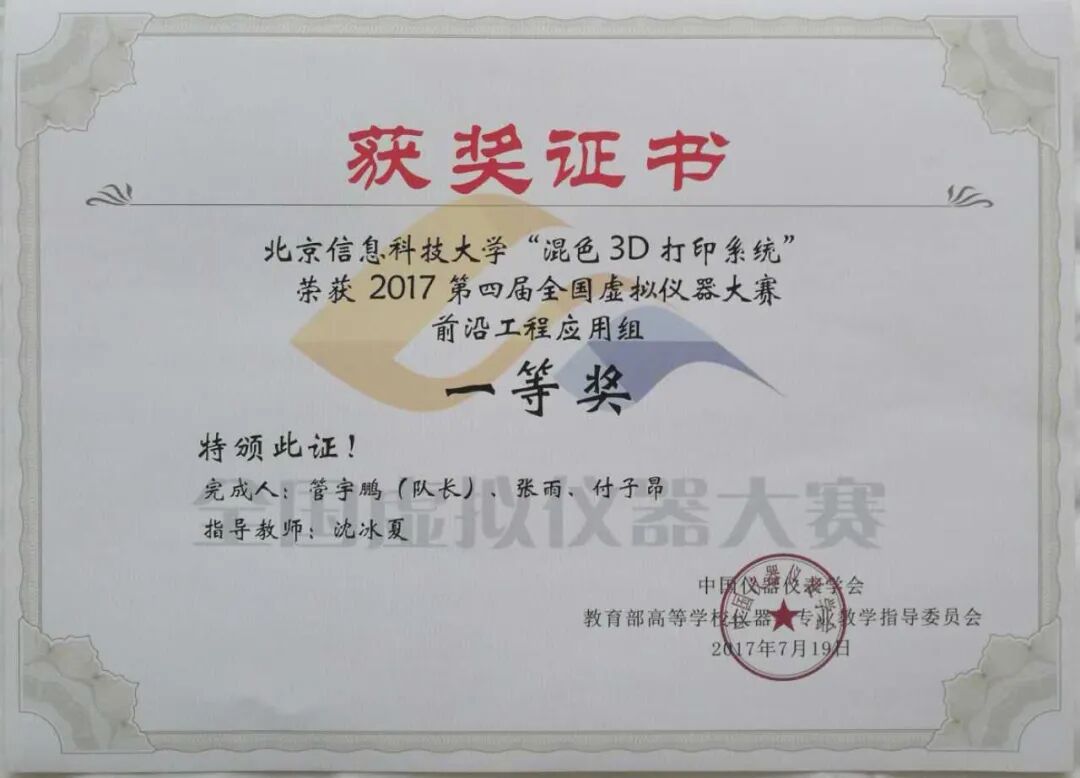 获奖证书
北京信息科技大学“混色3D打印系统”
荣获 2017 第四届全国虚拟仪器大赛
前沿工程应用组
一等奖
特颁此证！
完成人：管宇鹏（队长）、张雨、付子昂
指导教师：沈冰夏
全国虚拟仪器大赛
中国仪器仪表学会
教育部高等学校仪器 专业教学指导委员会
2017年7月19日